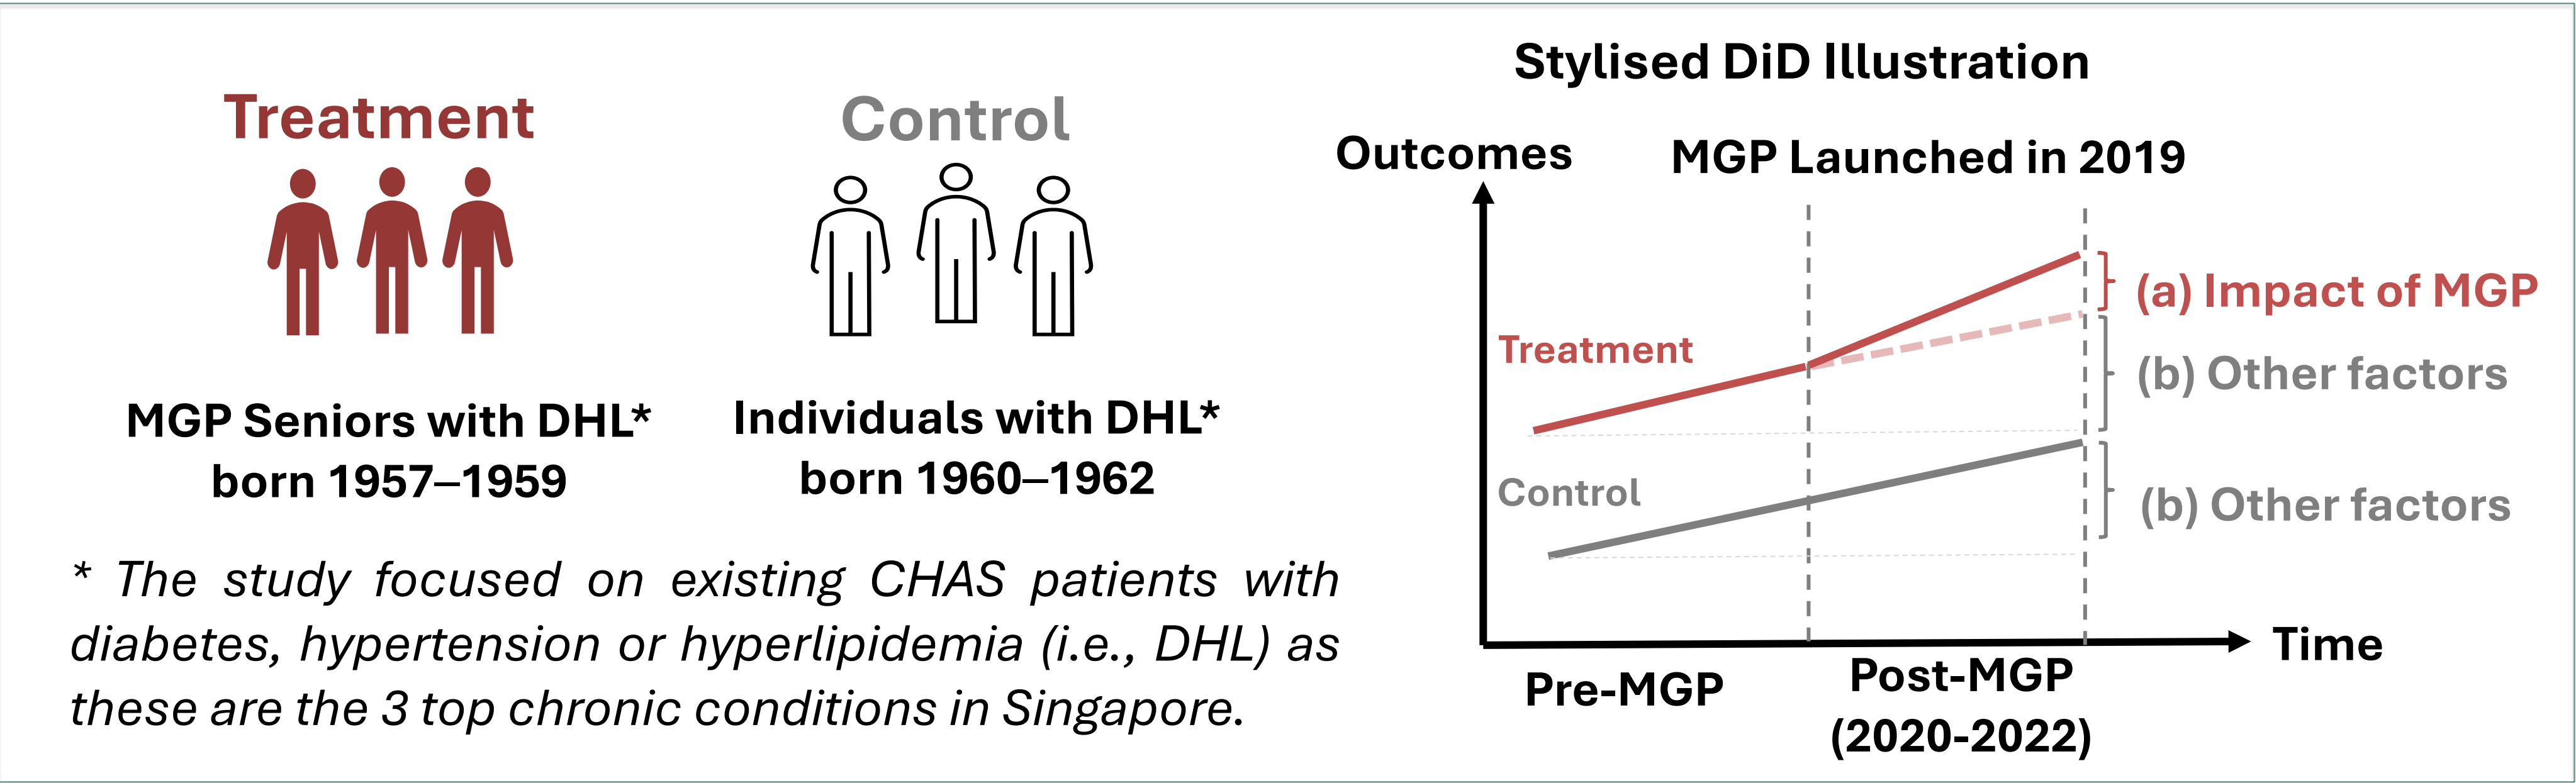 Treatment
Control
MGP Seniors with DHL*
born 1957–1959
Individuals with DHL*
born 1960–1962
* The study focused on existing CHAS patients with
diabetes, hypertension or hyperlipidemia (i.e., DHL) as
these are the 3 top chronic conditions in Singapore.
Stylised DiD Illustration
Outcomes
MGP Launched in 2019
Treatment
Control
(a) Impact of MGP
(b) Other factors
(b) Other factors
Time
Pre-MGP
Post-MGP
(2020-2022)